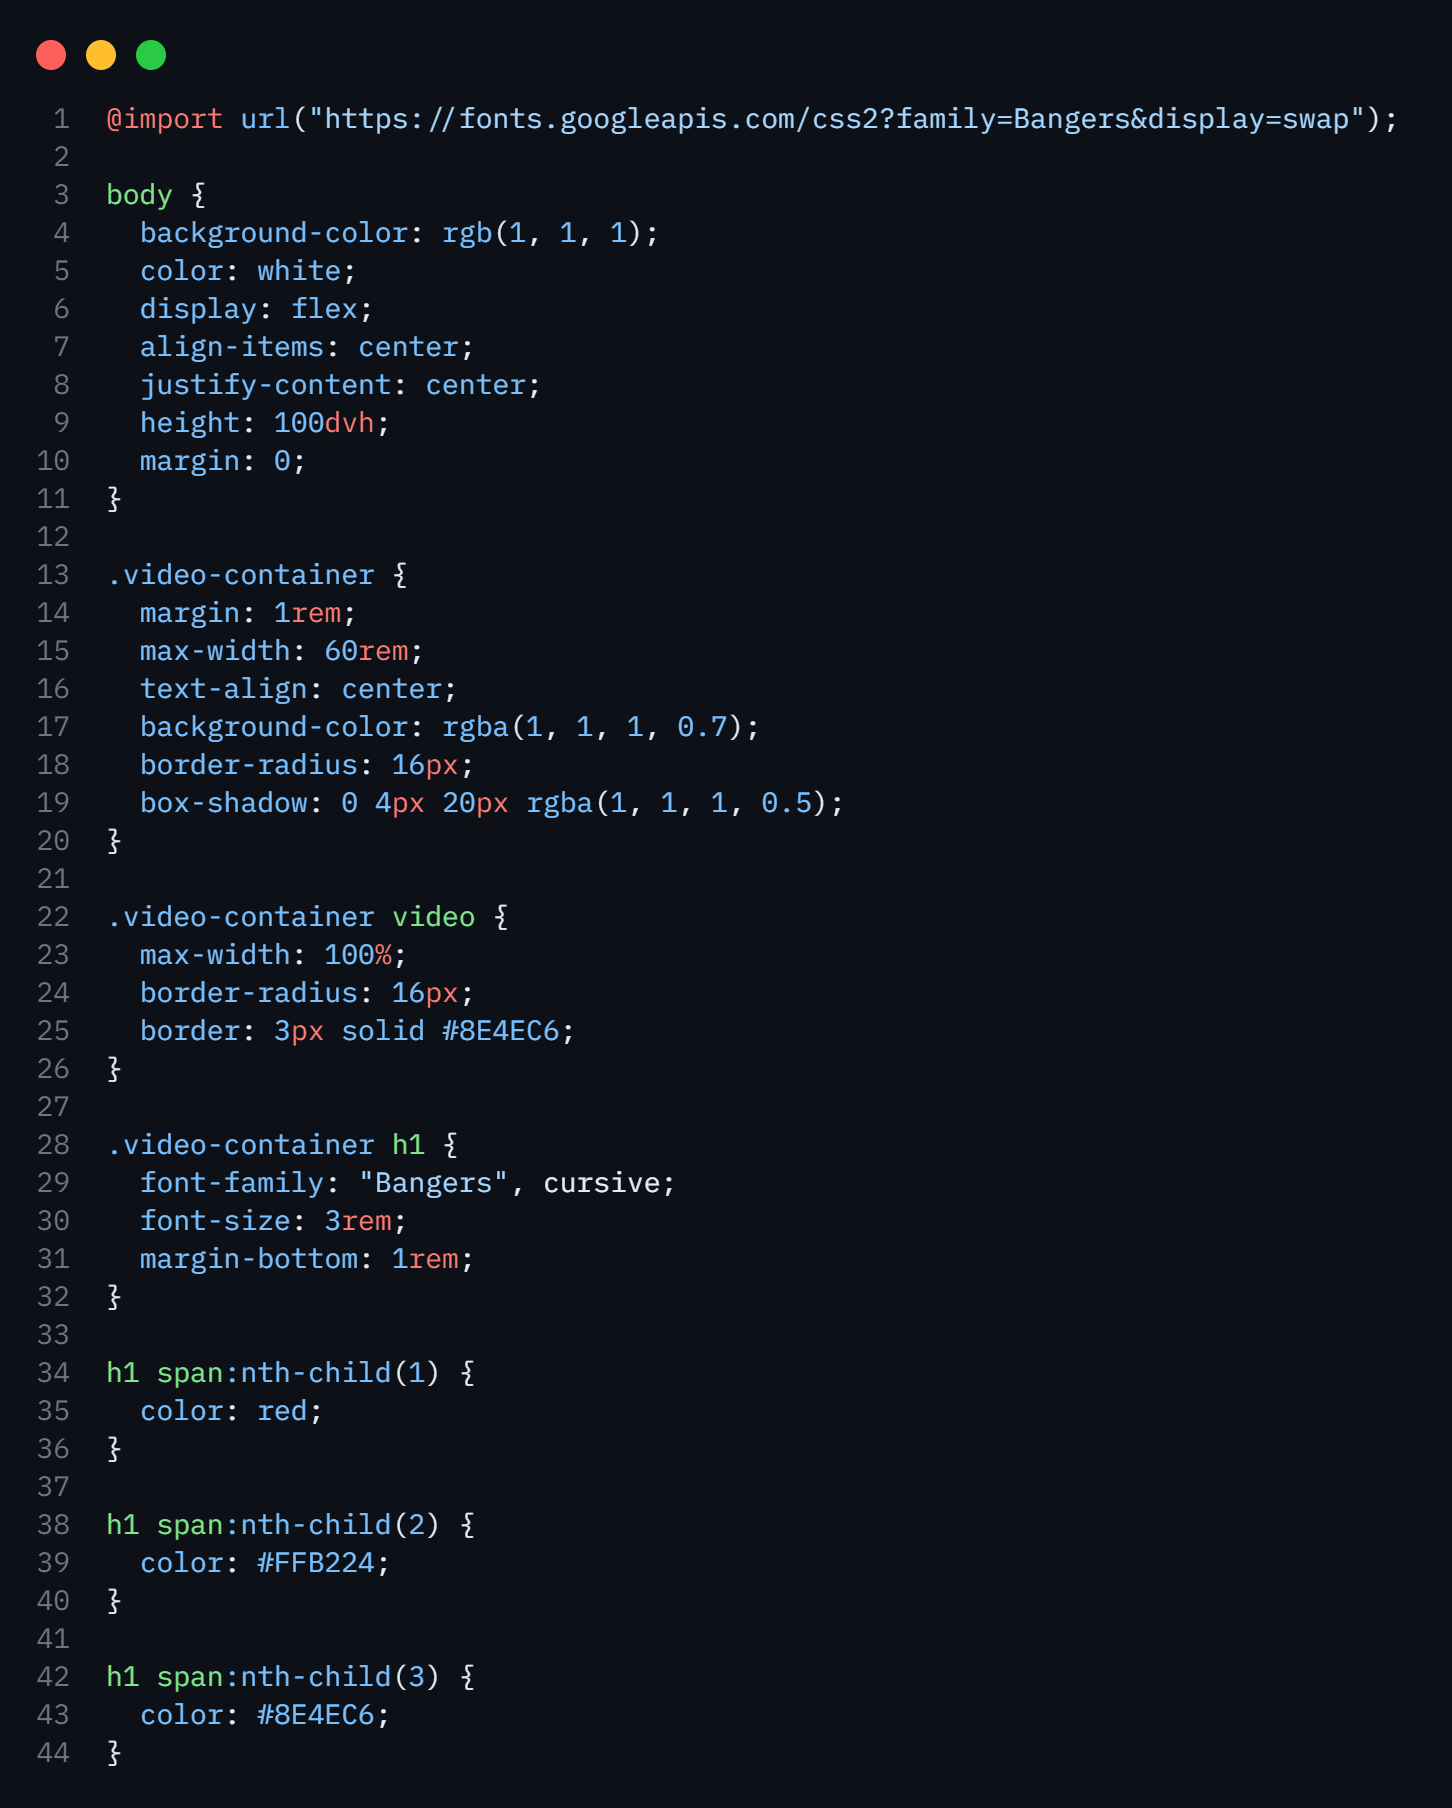 1 @import url("https://fonts.googleapis.com/css2?family=Bangers&display=swap");
2
3 body {
4   background-color: rgb(1, 1, 1);
5   color: white;
6   display: flex;
7   align-items: center;
8   justify-content: center;
9   height: 100dvh;
10   margin: 0;
11 }
12
13 .video-container {
14   margin: 1rem;
15   max-width: 60rem;
16   text-align: center;
17   background-color: rgba(1, 1, 1, 0.7);
18   border-radius: 16px;
19   box-shadow: 0 4px 20px rgba(1, 1, 1, 0.5);
20 }
21
22 .video-container video {
23   max-width: 100%;
24   border-radius: 16px;
25   border: 3px solid #8E4EC6;
26 }
27
28 .video-container h1 {
29   font-family: "Bangers", cursive;
30   font-size: 3rem;
31   margin-bottom: 1rem;
32 }
33
34 h1 span:nth-child(1) {
35   color: red;
36 }
37
38 h1 span:nth-child(2) {
39   color: #FFB224;
40 }
41
42 h1 span:nth-child(3) {
43   color: #8E4EC6;
44 }